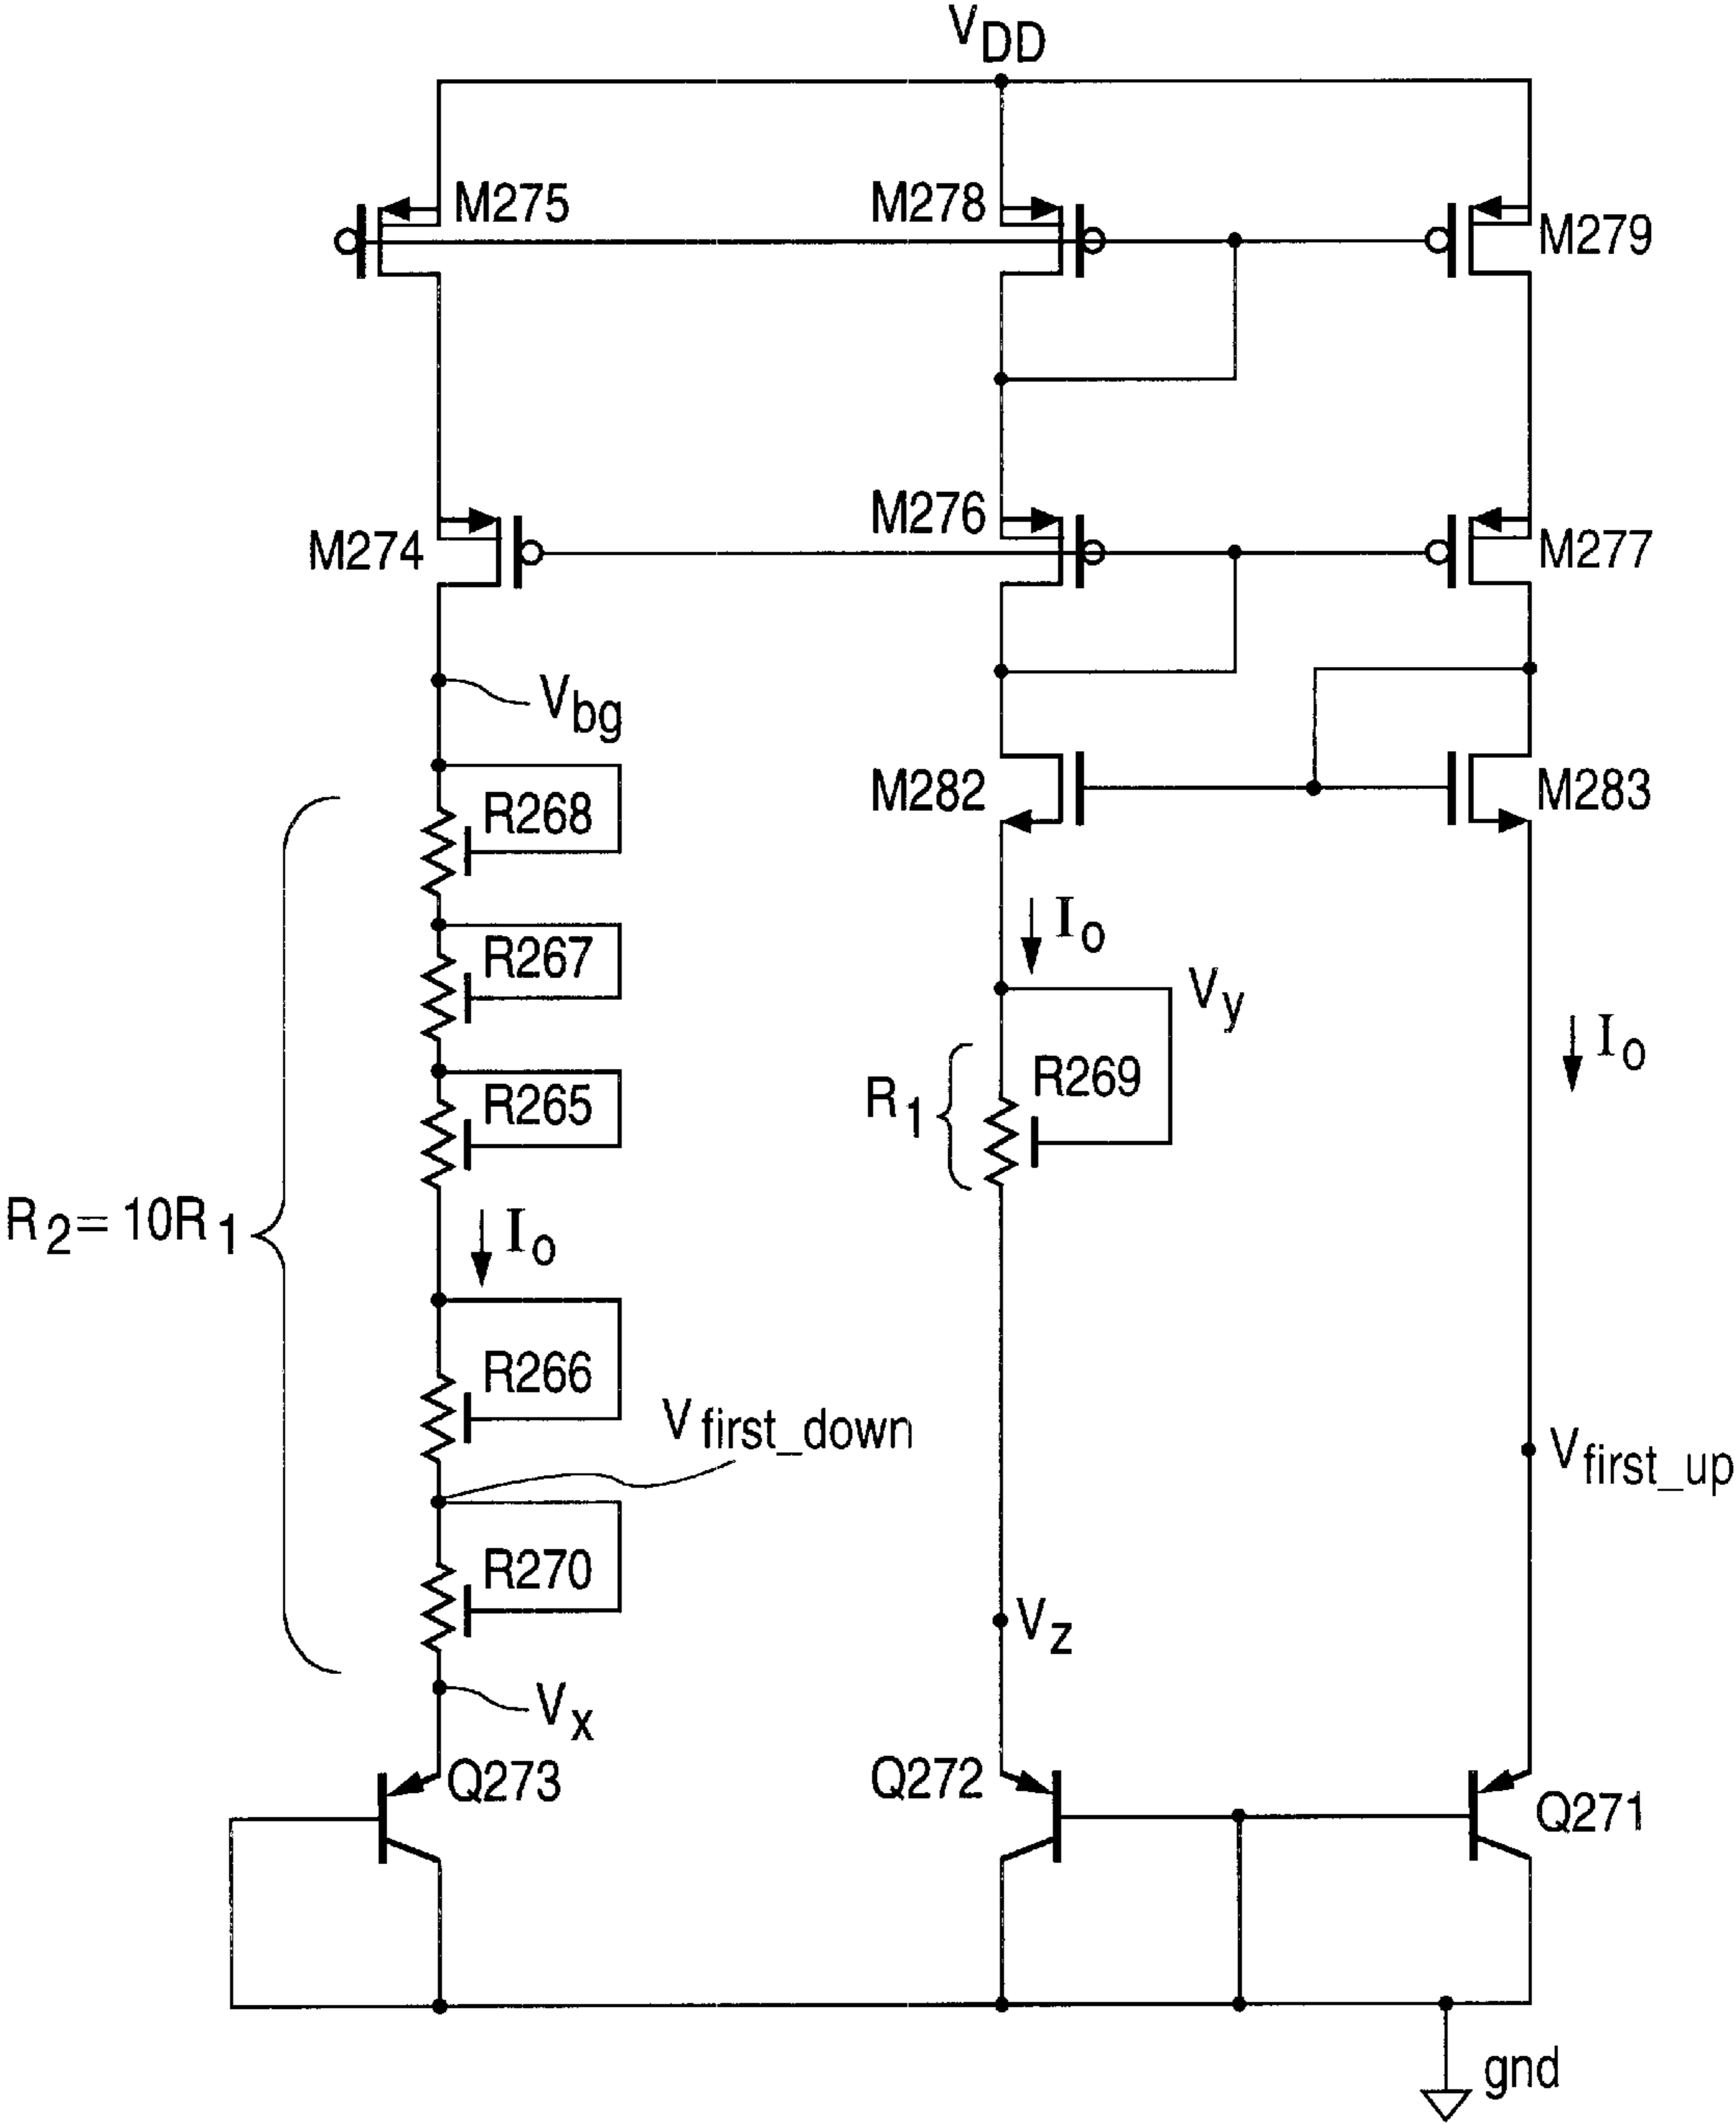 VDD
M275
M278
M279
M274
M276
M277
Vbg
M282
M283
R268
Io
R267
Vy
Io
R265
R1
R269
R2= 10R1
Io
R266
Vfirst_down
Vfirst_up
R270
Vz
Vx
Q273
Q272
Q271
gnd